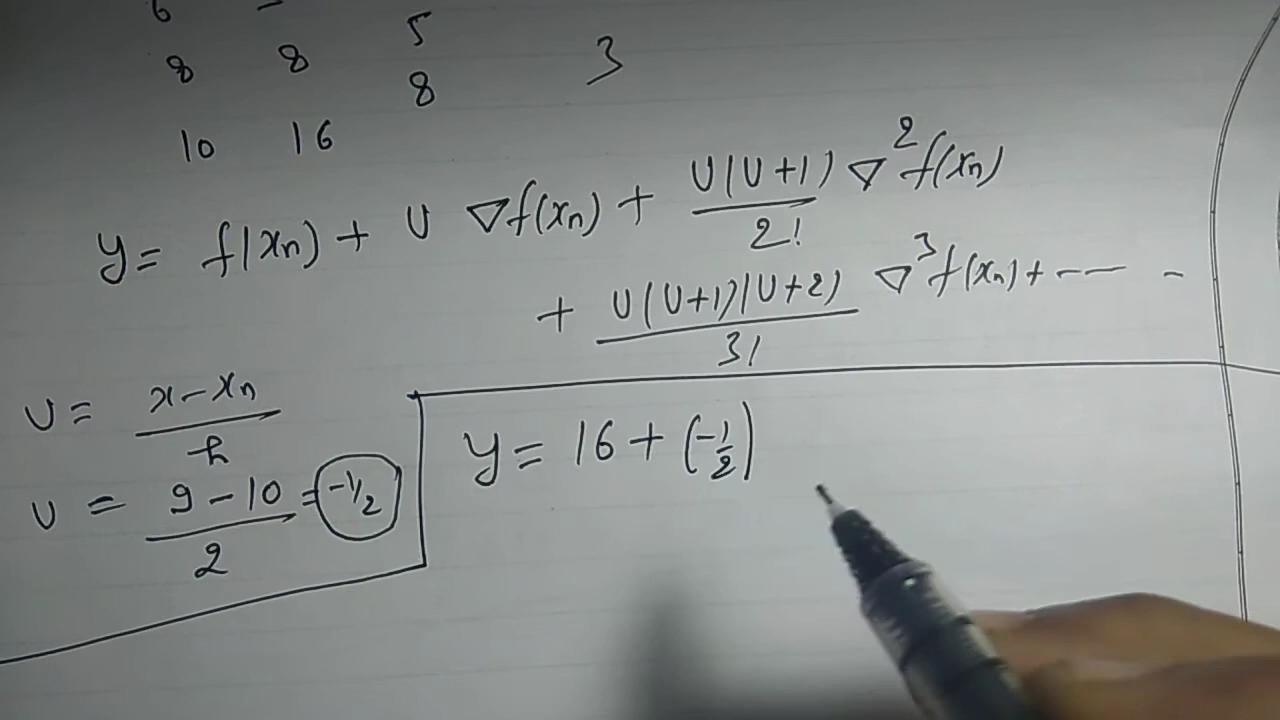 6 -
5
8 8
3
8
10 16
y = f(xn) + U ∇f(xn) + U(U+1)/2! ∇²f(xn)
+ U(U+1)(U+2)/3! ∇³f(xn) + ---- -
U = x-xn/h
U = 9-10/2 = -1/2
y = 16 + (-1/2)